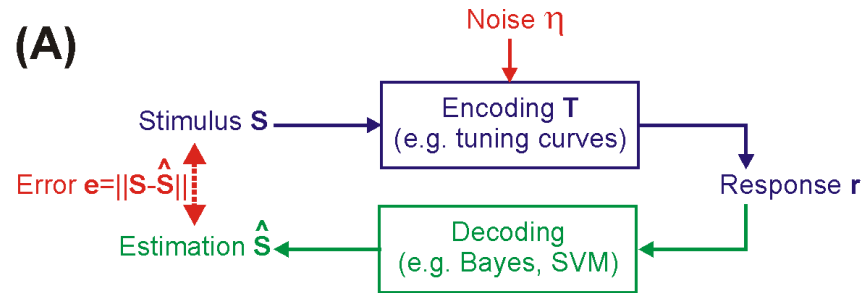 (A)
Noise η
Stimulus S
Encoding T
(e.g. tuning curves)
Error e=||S-Ŝ||
Response r
Estimation Ŝ
Decoding
(e.g. Bayes, SVM)